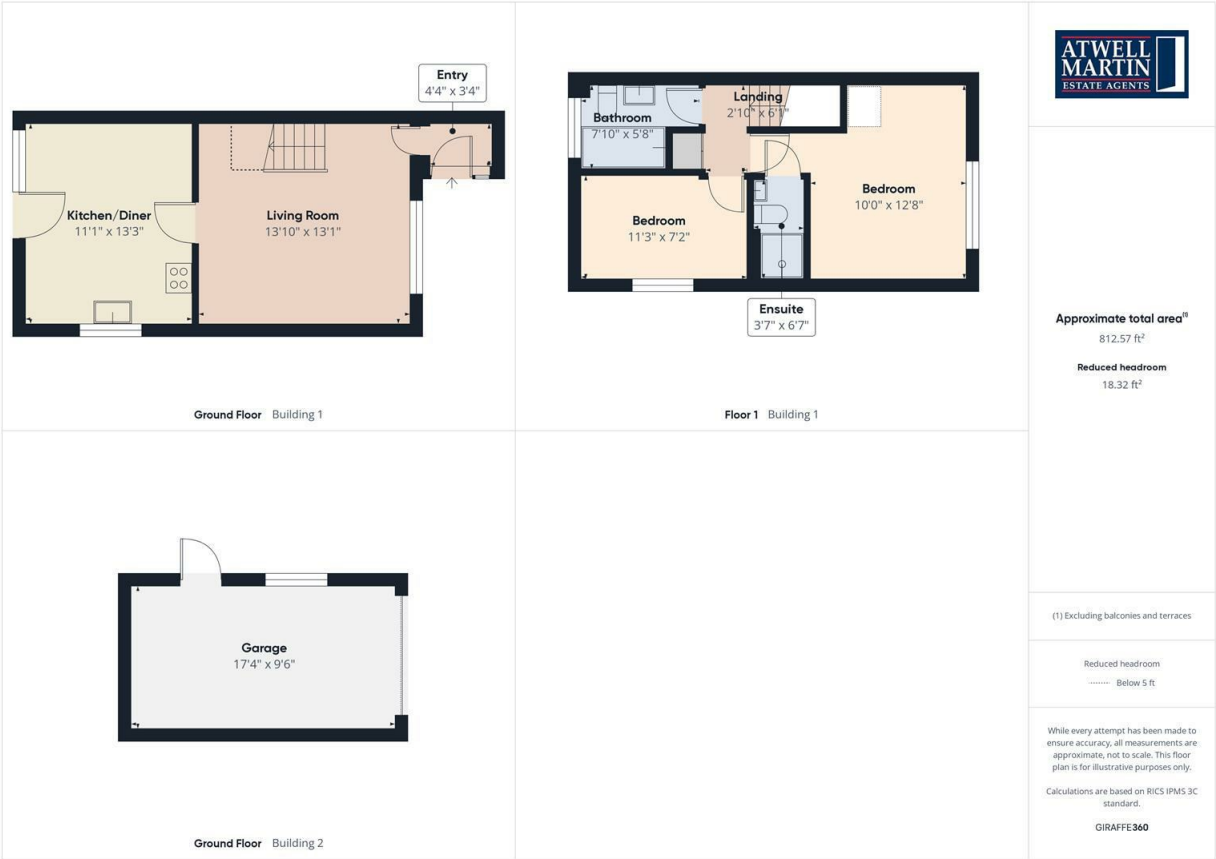 Entry
4'4" x 3'4"
Kitchen/Diner
11'1" x 13'3"
Living Room
13'10" x 13'1"
Ground Floor Building 1
Landing
2'10" x 6'1"
Bathroom
7'10" x 5'8"
Bedroom
10'0" x 12'8"
Bedroom
11'3" x 7'2"
Ensuite
3'7" x 6'7"
Floor 1 Building 1
Garage
17'4" x 9'6"
Ground Floor Building 2
ATWELL
MARTIN
ESTATE AGENTS
Approximate total area(1)
812.57 ft²
Reduced headroom
18.32 ft²
(1) Excluding balconies and terraces
Reduced headroom
Below 5 ft
While every attempt has been made to
ensure accuracy, all measurements are
approximate, not to scale. This floor
plan is for illustrative purposes only.
Calculations are based on RICS IPMS 3C
standard.
GIRAFFE360